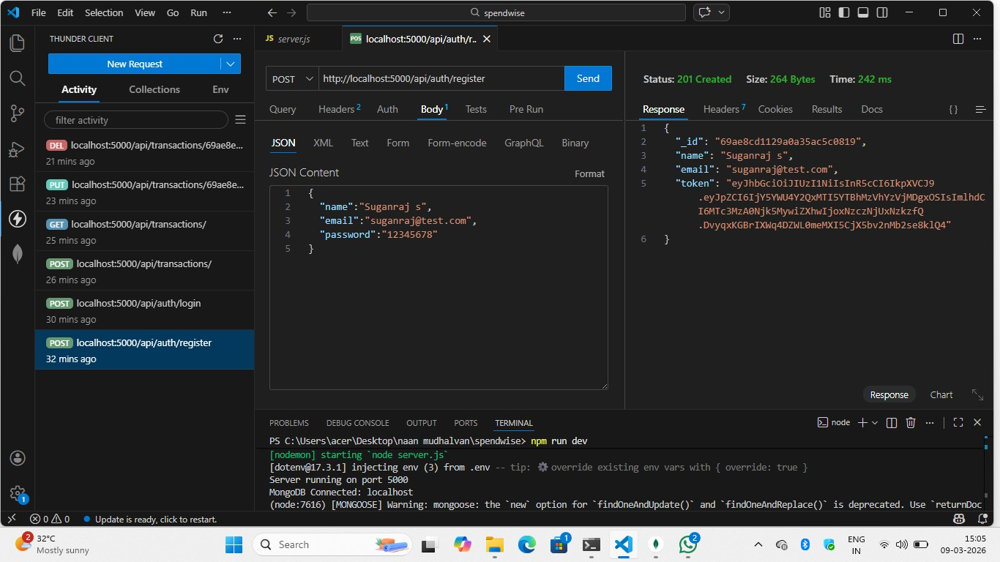 File Edit Selection View Go Run ···
spendwise
THUNDER CLIENT
New Request
Activity Collections Env
filter activity
DEL localhost:5000/api/transactions/69ae8e...
21 mins ago
PUT localhost:5000/api/transactions/69ae8e...
23 mins ago
GET localhost:5000/api/transactions/
25 mins ago
POST localhost:5000/api/transactions/
26 mins ago
POST localhost:5000/api/auth/login
30 mins ago
POST localhost:5000/api/auth/register
32 mins ago
JS server.js
POS localhost:5000/api/auth/r..
POST http://localhost:5000/api/auth/register Send
Query Headers 2 Auth Body 1 Tests Pre Run
JSON XML Text Form Form-encode GraphQL Binary
JSON Content Format
1 {
2 "name":"Suganraj s",
3 "email":"suganraj@test.com",
4 "password":"12345678"
5 }
Status: 201 Created Size: 264 Bytes Time: 242 ms
Response Headers 7 Cookies Results Docs {}
1 {
2 "_id": "69ae8cd1129a0a35ac5c0819",
3 "name": "Suganraj s",
4 "email": "suganraj@test.com",
5 "token": "eyJhbGciOiJIUzI1NiIsInR5cCI6IkpXVCJ9
.eyJpZCI6IjY5YWU4Y2QxMTI5YTBhMzVhYzVjMDgxOSIsImlhdC
I6MTc3MzA0Njk5MywiZXhwIjoxNzczNjUxNzkzfQ
.DvyqxKGBrIXWq4DZWL0meMXI5CjX5bv2nMb2se8klQ4"
6 }
Response Chart
PROBLEMS DEBUG CONSOLE OUTPUT PORTS TERMINAL
node
PS C:\Users\acer\Desktop\naan mudhalvan\spendwise> npm run dev
[nodemon] starting `node server.js`
[dotenv@17.3.1] injecting env (3) from .env -- tip: ⚙️ override existing env vars with { override: true }
Server running on port 5000
MongoDB Connected: localhost
(node:7616) [MONGOOSE] Warning: mongoose: the `new` option for `findOneAndUpdate()` and `findOneAndReplace()` is deprecated. Use `returnDoc
1
0 0 Update is ready, click to restart.
2
32°C
Mostly sunny
Search
1
2
ENG
IN
15:05
09-03-2026